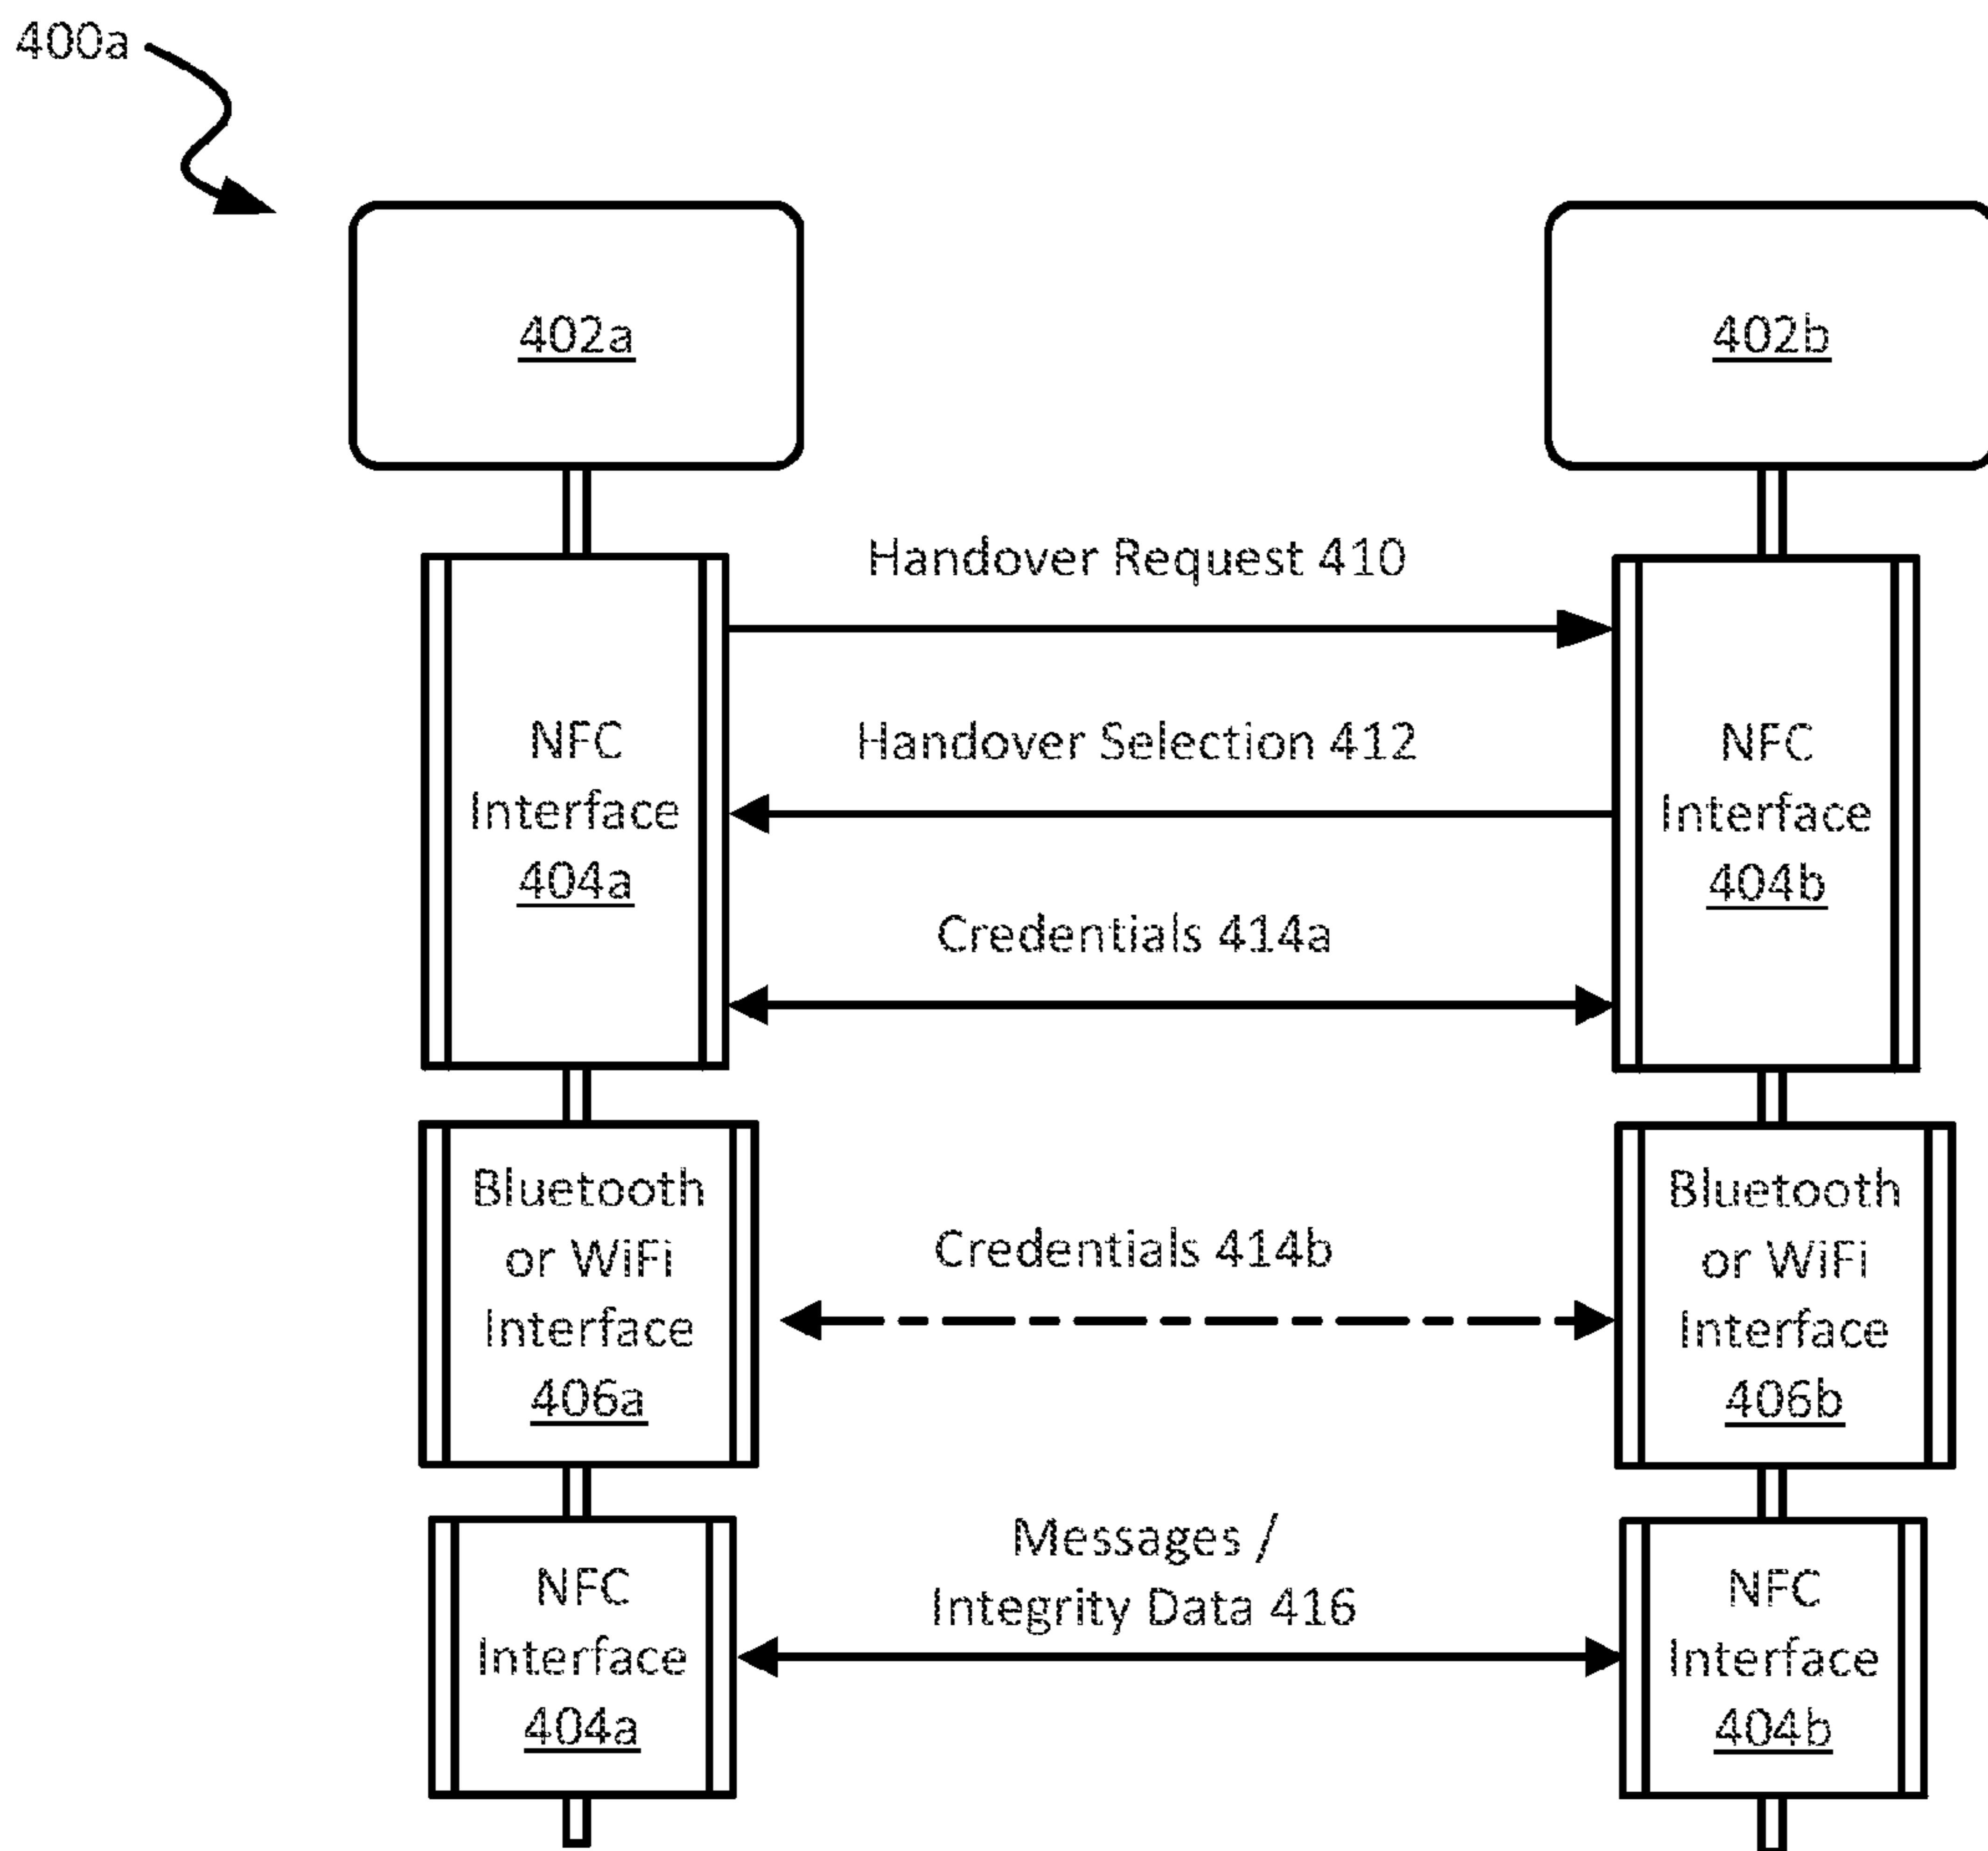 400a
402a
402b
Handover Request 410
NFC
Interface
404a
Handover Selection 412
NFC
Interface
404b
Credentials 414a
Bluetooth
or WiFi
Interface
406a
Credentials 414b
Bluetooth
or WiFi
Interface
406b
NFC
Interface
404a
Messages /
Integrity Data 416
NFC
Interface
404b